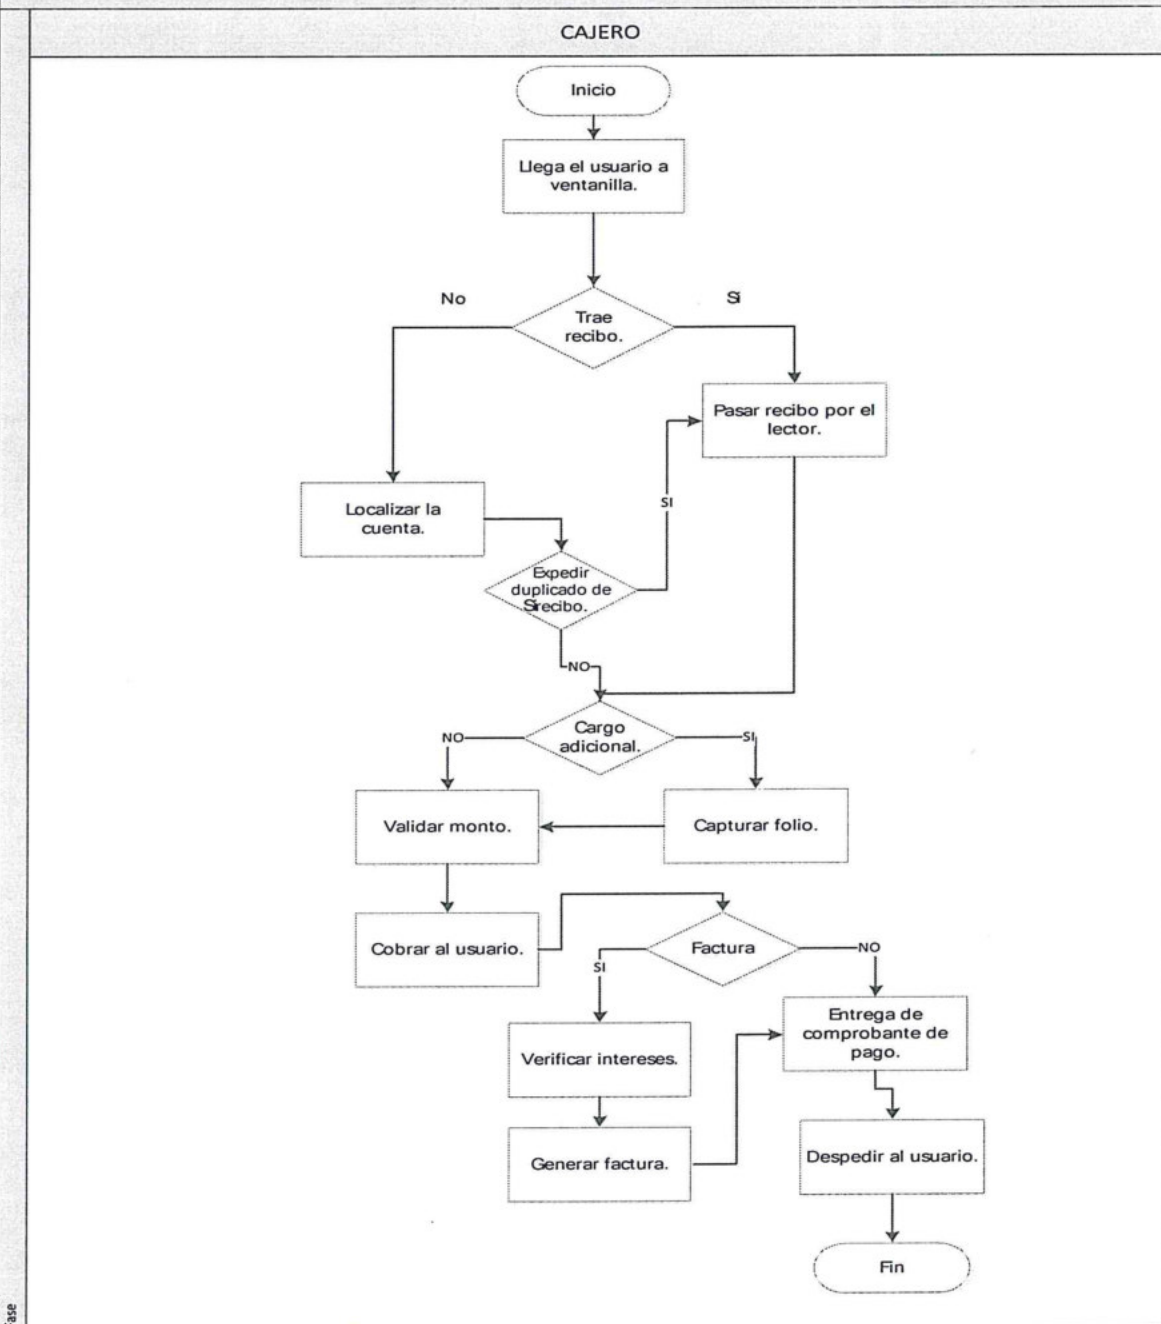 CAJERO
Inicio
Llega el usuario a
ventanilla.
No
Si
Trae
recibo.
Pasar recibo por el
lector.
Localizar la
cuenta.
SI
Expedir
duplicado de
Sirecibo.
NO
Cargo
adicional.
NO
SI
Validar monto.
Capturar folio.
Cobrar al usuario.
Factura
NO
SI
Entrega de
comprobante de
pago.
Verificar intereses.
Generar factura.
Despedir al usuario.
Fin